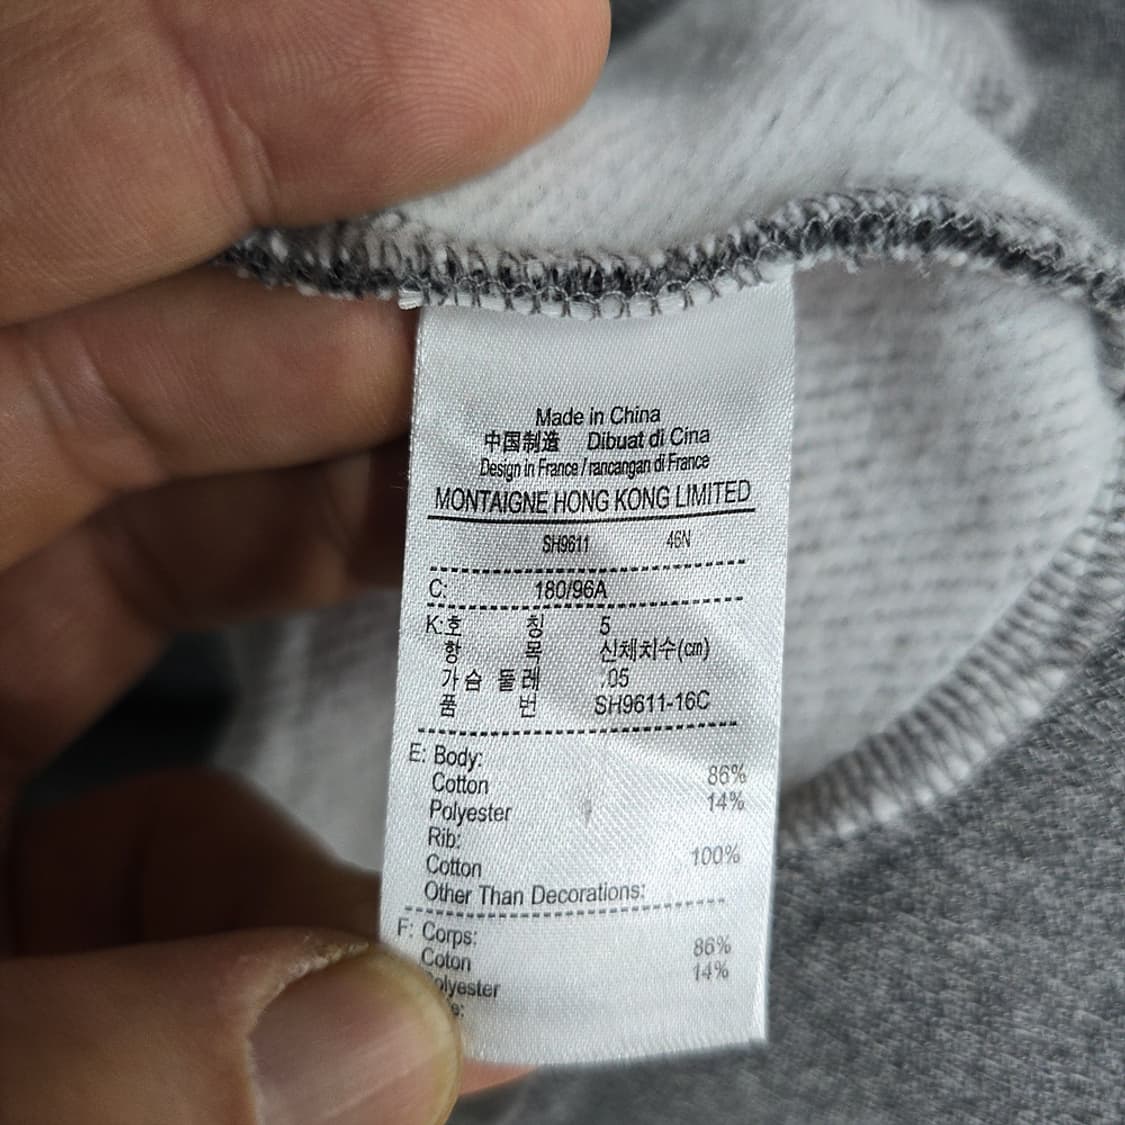 Made in China
中国制造 Dibuat di Cina
Design in France / rancangan di France
MONTAIGNE HONG KONG LIMITED
SH9611 46N
C: 180/96A
K:호 칭 5
항 목 신체치수(cm)
가슴 둘레 .05
품 번 SH9611-16C
E: Body:
Cotton 86%
Polyester 14%
Rib:
Cotton 100%
Other Than Decorations:
F: Corps:
Coton 86%
olyester 14%
e: